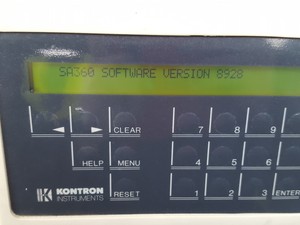 SA360 SOFTWARE VERSION 8928
◄ ► CLEAR 7 8 9
HELP MENU 4 5 6
KONTRON
INSTRUMENTS
RESET 1 2 3 ENTER